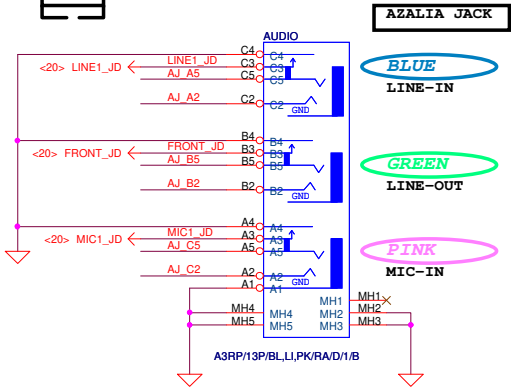 AZALIA JACK
AUDIO
C4 C4
<20> LINE1_JD LINE1_JD C3 C3
AJ_A5 C5 C5
BLUE
LINE-IN
AJ_A2 C2 C2
GND
B4 B4
<20> FRONT_JD FRONT_JD B3 B3
AJ_B5 B5 B5
GREEN
LINE-OUT
AJ_B2 B2 B2
GND
A4 A4
<20> MIC1_JD MIC1_JD A3 A3
AJ_C5 A5 A5
PINK
MIC-IN
AJ_C2 A2 A2
GND
A1 A1
MH1 MH1
MH4 MH4 MH2 MH2
MH5 MH5 MH3 MH3
A3RP/13P/BL,LI,PK/RA/D/1/B